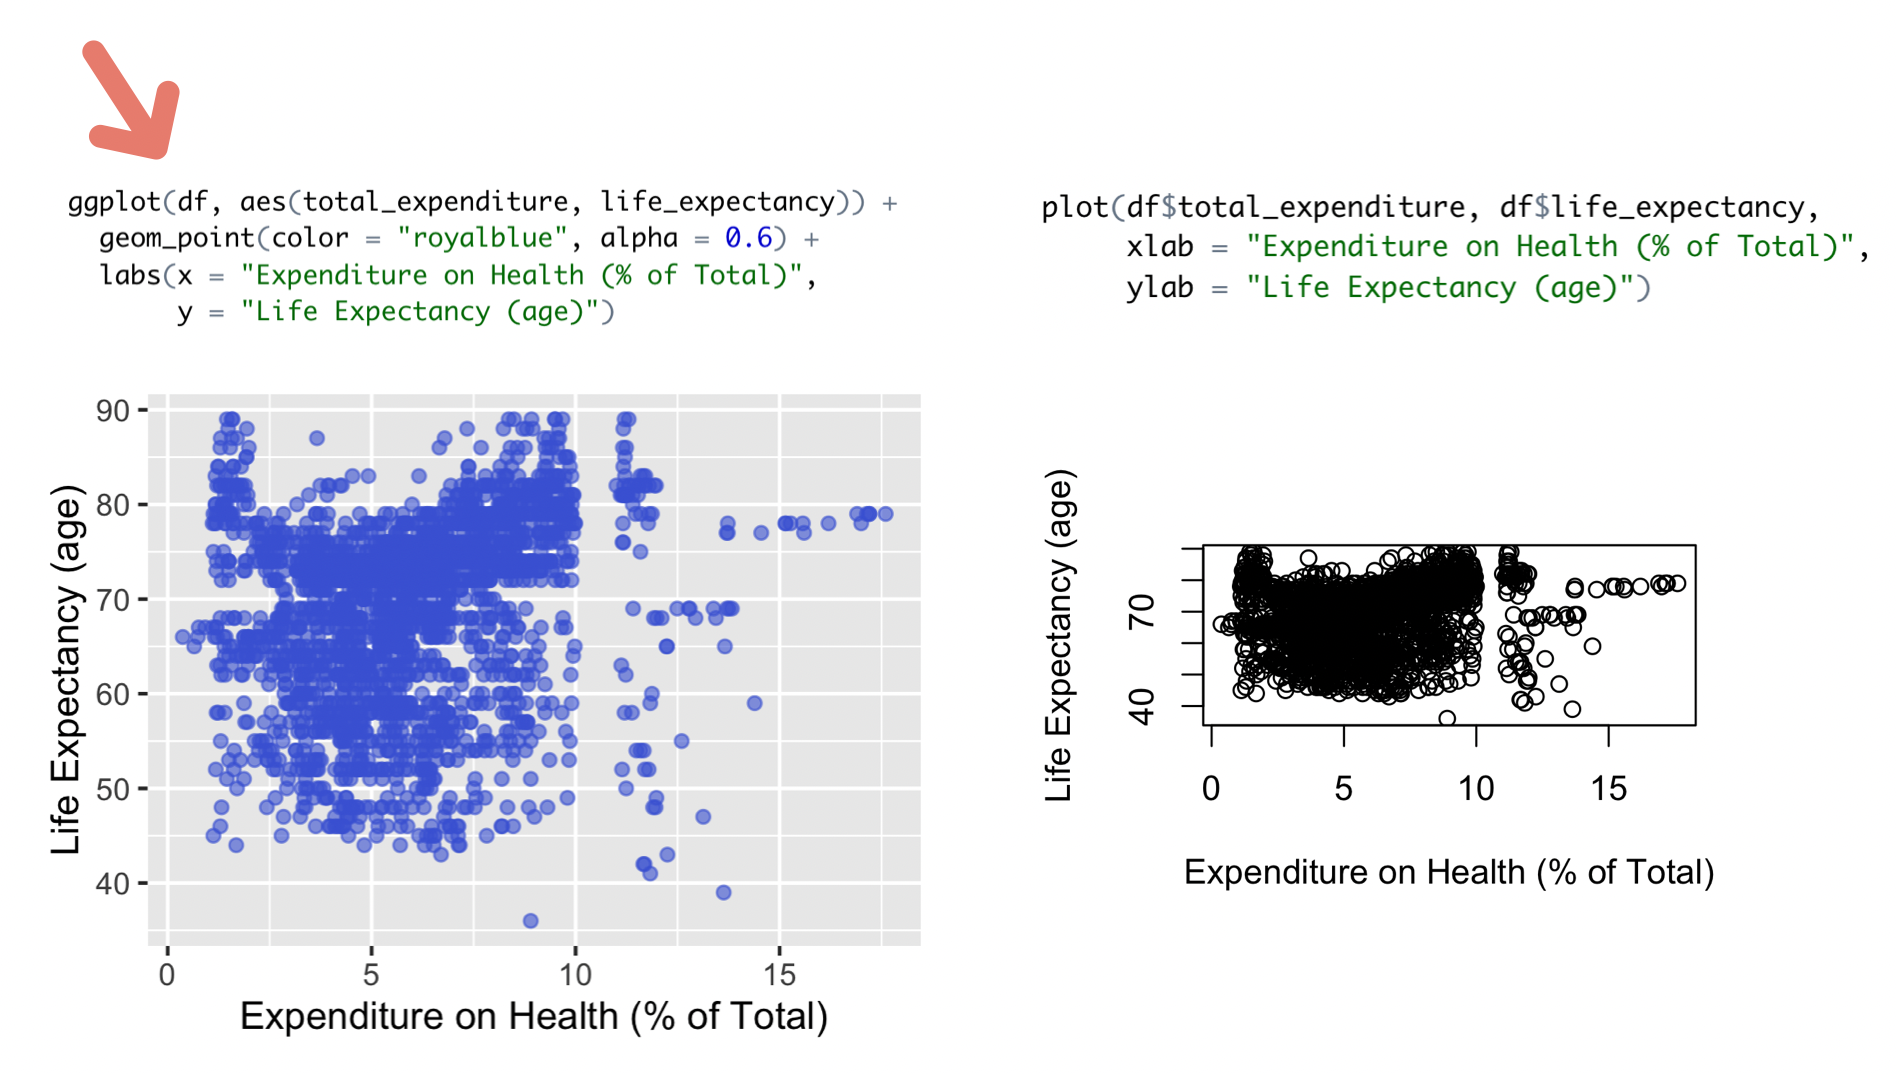 ggplot(df, aes(total_expenditure, life_expectancy)) +
geom_point(color = "royalblue", alpha = 0.6) +
labs(x = "Expenditure on Health (% of Total)",
y = "Life Expectancy (age)")
90
80
70
60
50
40
Life Expectancy (age)
0 5 10 15
Expenditure on Health (% of Total)
plot(df$total_expenditure, df$life_expectancy,
xlab = "Expenditure on Health (% of Total)",
ylab = "Life Expectancy (age)")
Life Expectancy (age)
70
40
0 5 10 15
Expenditure on Health (% of Total)